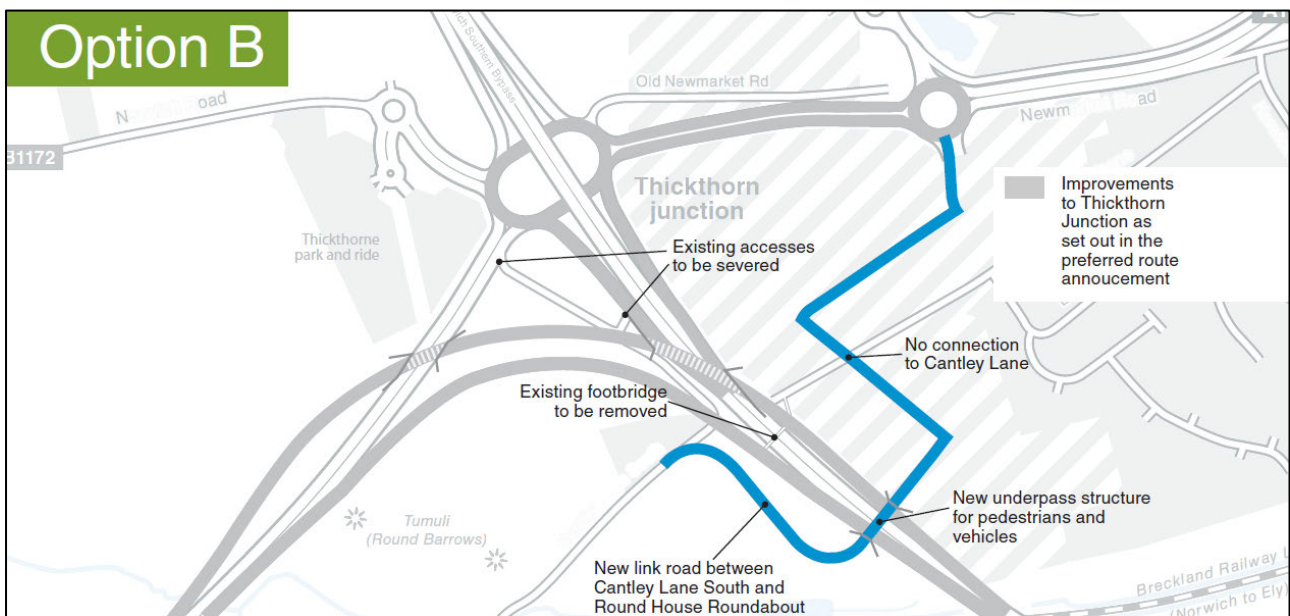 Option B
Southern Bypass
Old Newmarket Rd
Road
B1172
Thickthorn
junction
Thickthorne
park and ride
Existing accesses
to be severed
Improvements
to Thickthorn
Junction as
set out in the
preferred route
annoucement
No connection
to Cantley Lane
Existing footbridge
to be removed
New underpass structure
for pedestrians and
vehicles
Tumuli
(Round Barrows)
New link road between
Cantley Lane South and
Round House Roundabout
Breckland Railway
(Norwich to Ely)